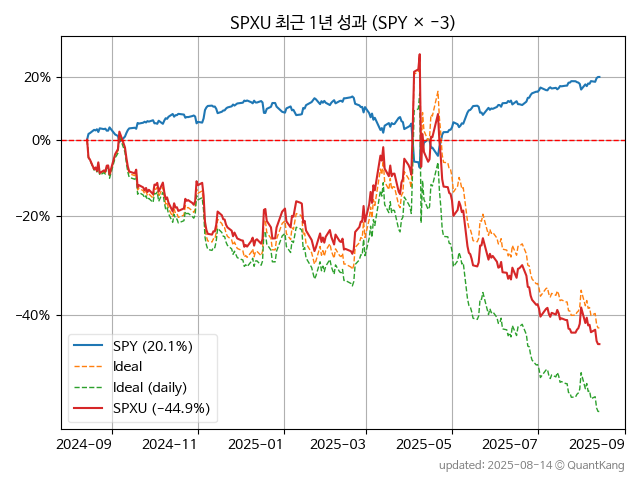 SPXU 최근 1년 성과 (SPY × −3)
20%
0%
−20%
−40%
SPY (20.1%)
Ideal
Ideal (daily)
SPXU (−44.9%)
2024-09 2024-11 2025-01 2025-03 2025-05 2025-07 2025-09
updated: 2025-08-14 © QuantKang